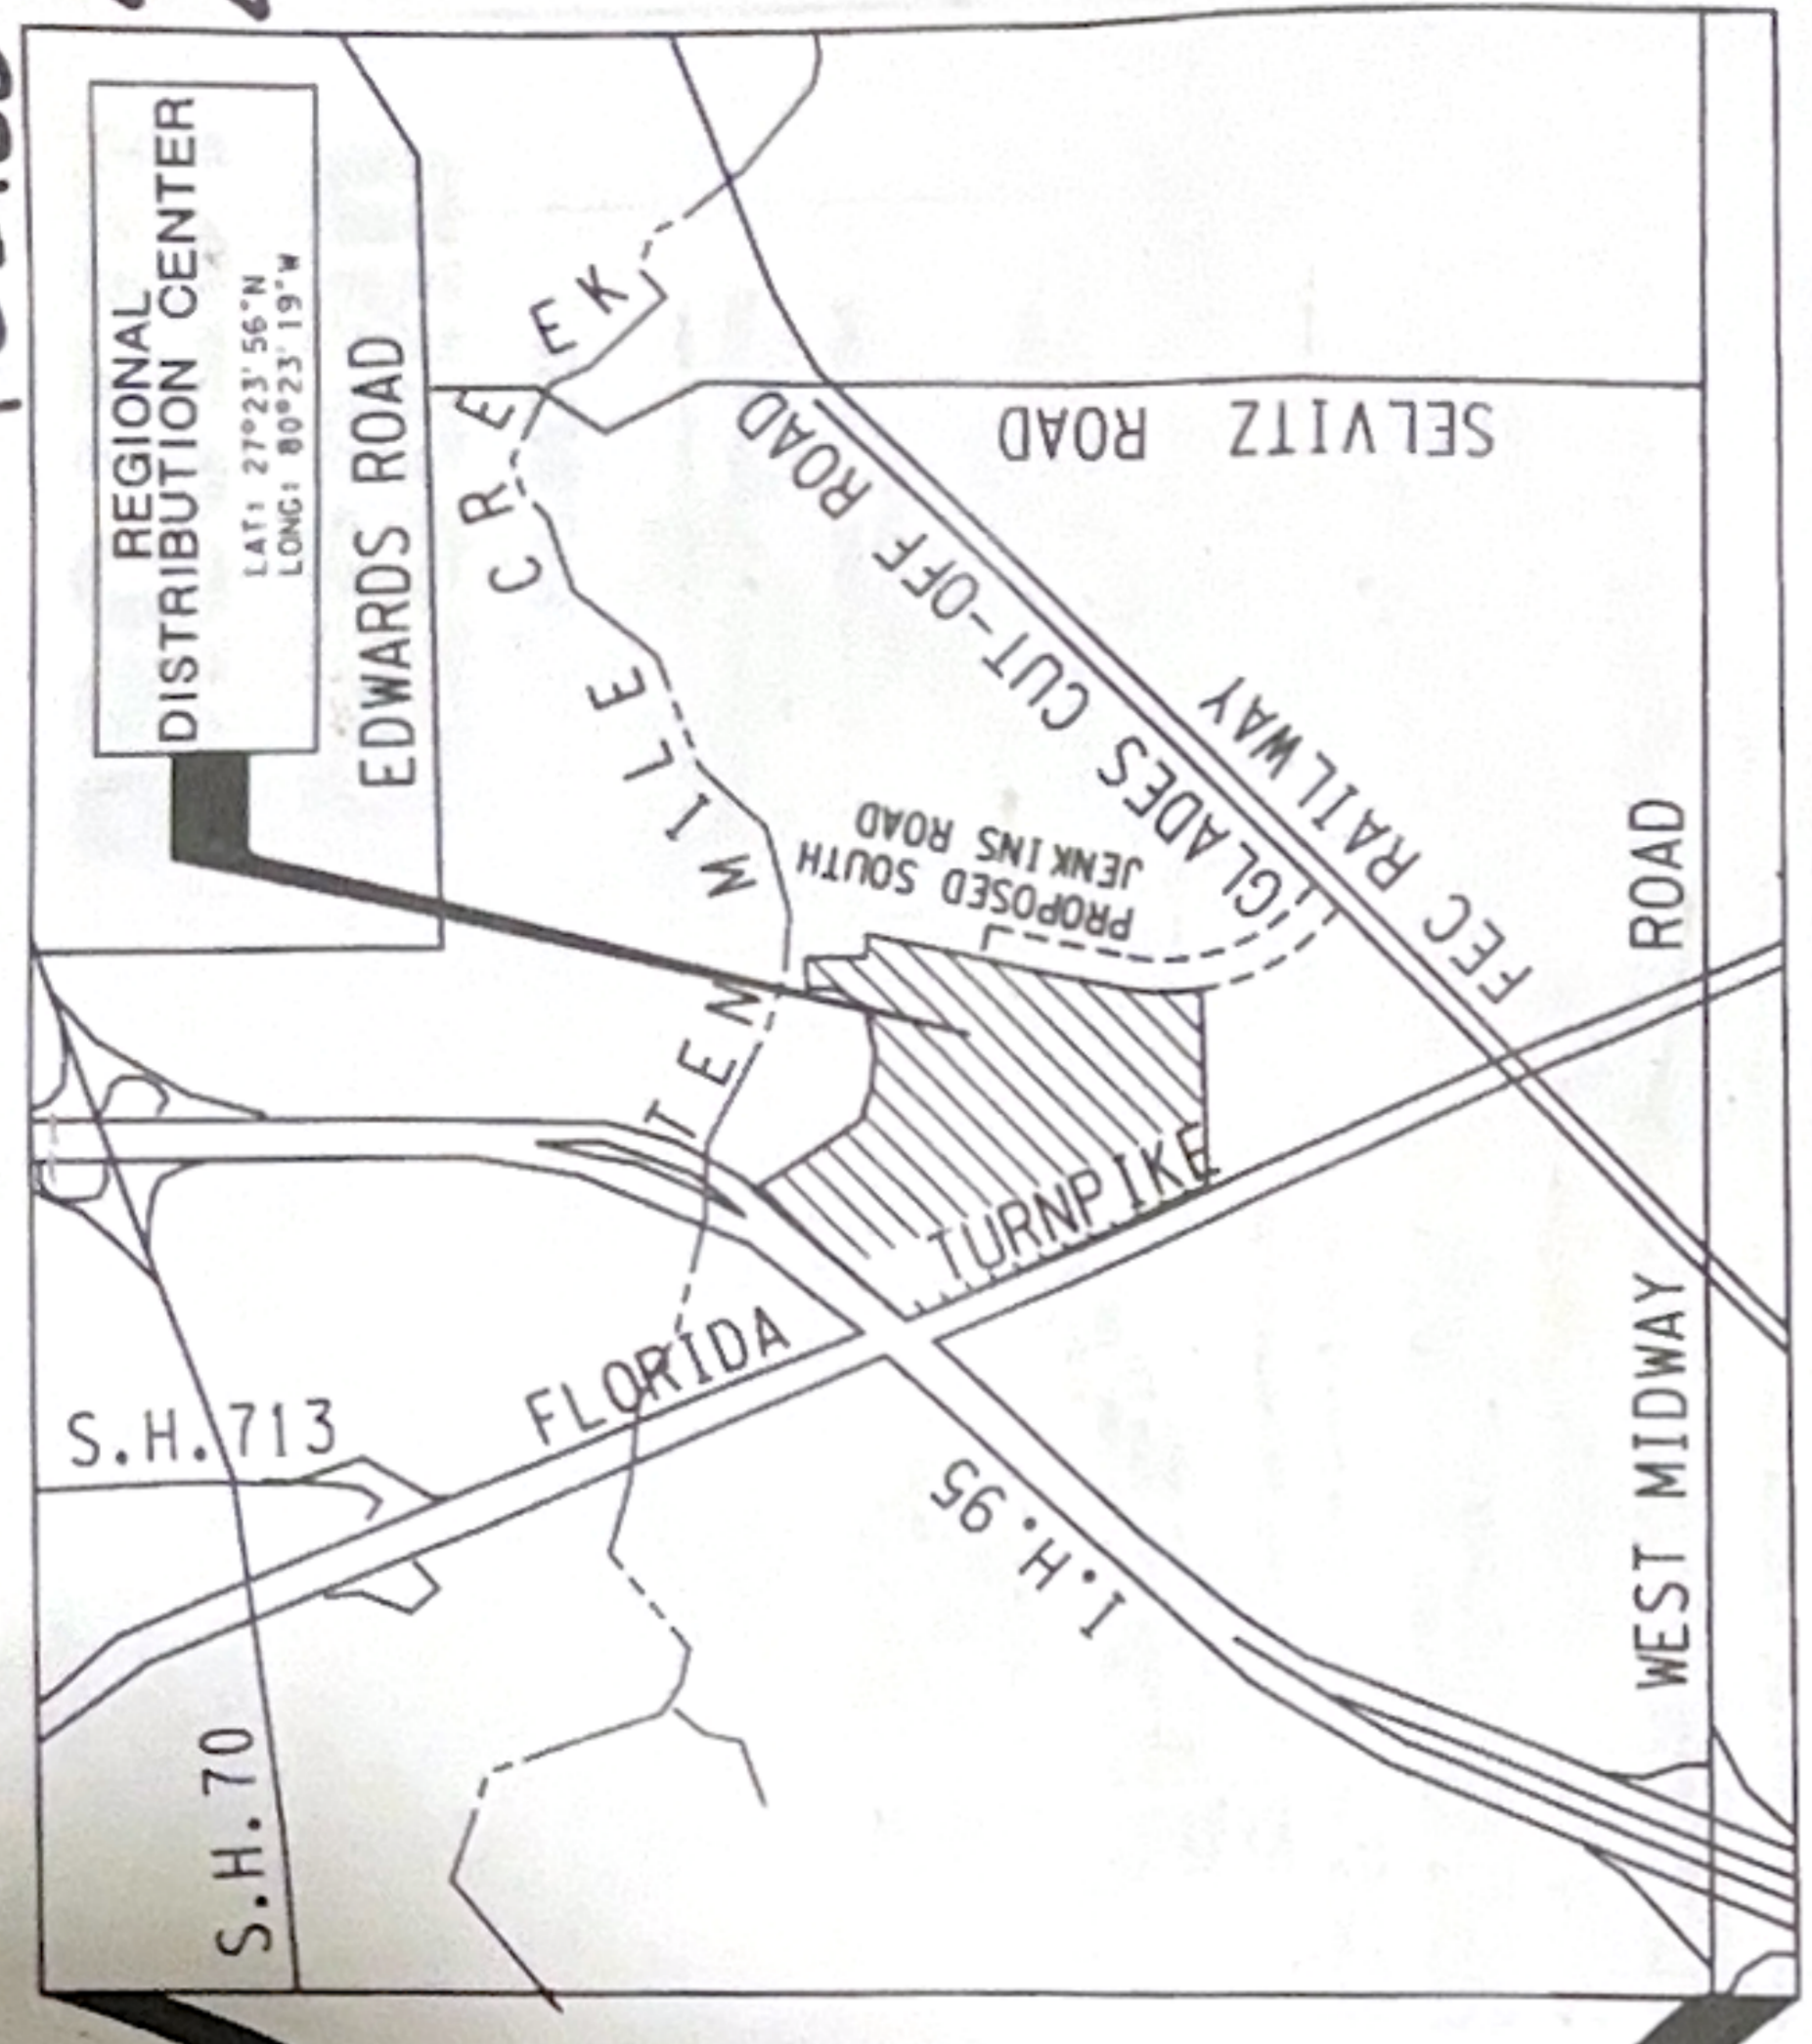 REGIONAL
DISTRIBUTION CENTER
LAT: 27°23' 56"N
LONG: 80°23' 19"W
EDWARDS ROAD
TEN MILE CREEK
S.H. 70
S.H. 713
FLORIDA TURNPIKE
I.H. 95
PROPOSED SOUTH
JENKINS ROAD
GLADES CUT-OFF ROAD
FEC RAILWAY
SELVITZ ROAD
WEST MIDWAY ROAD